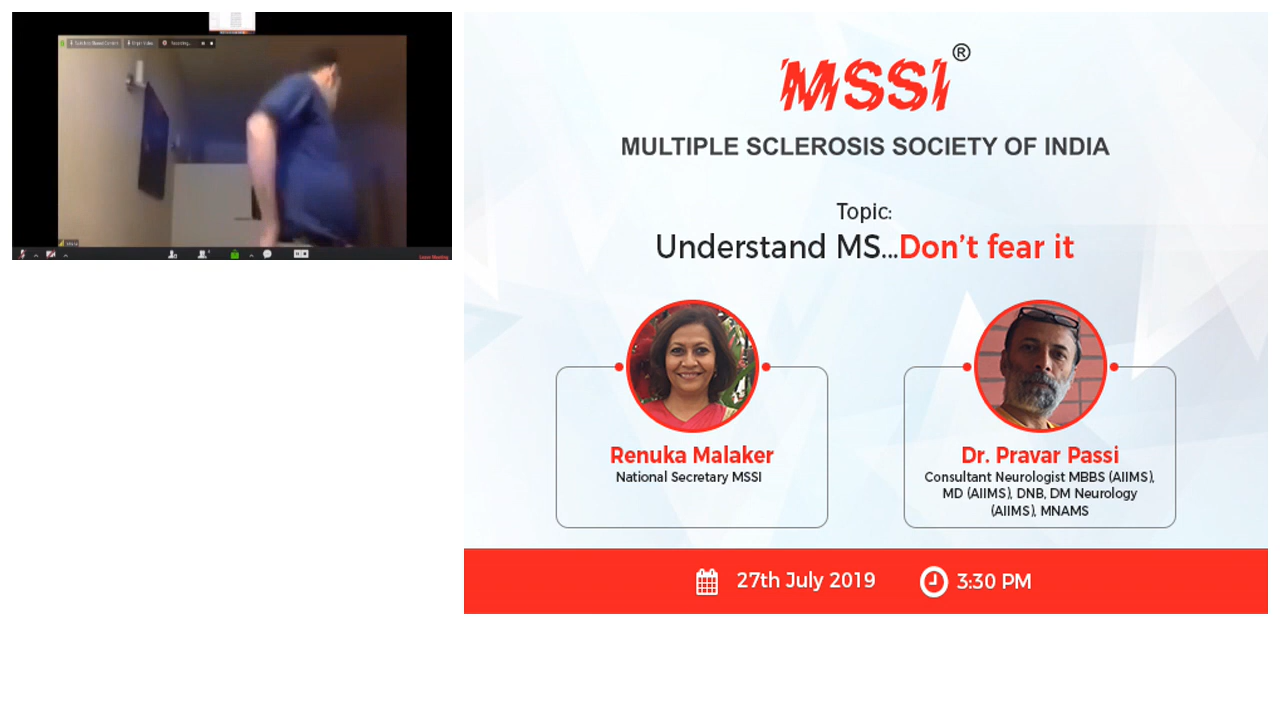 MSSI®
MULTIPLE SCLEROSIS SOCIETY OF INDIA
Topic:
Understand MS...Don't fear it
Renuka Malaker
National Secretary MSSI
Dr. Pravar Passi
Consultant Neurologist MBBS (AIIMS),
MD (AIIMS), DNB, DM Neurology
(AIIMS), MNAMS
27th July 2019
3:30 PM